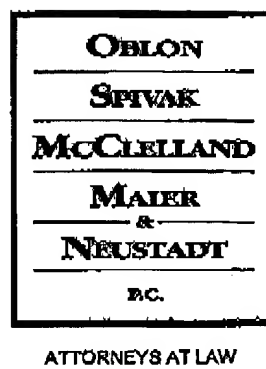 OBLON
SPIVAK
MCCLELLAND
MAIER
&
NEUSTADT
P.C.
ATTORNEYS AT LAW